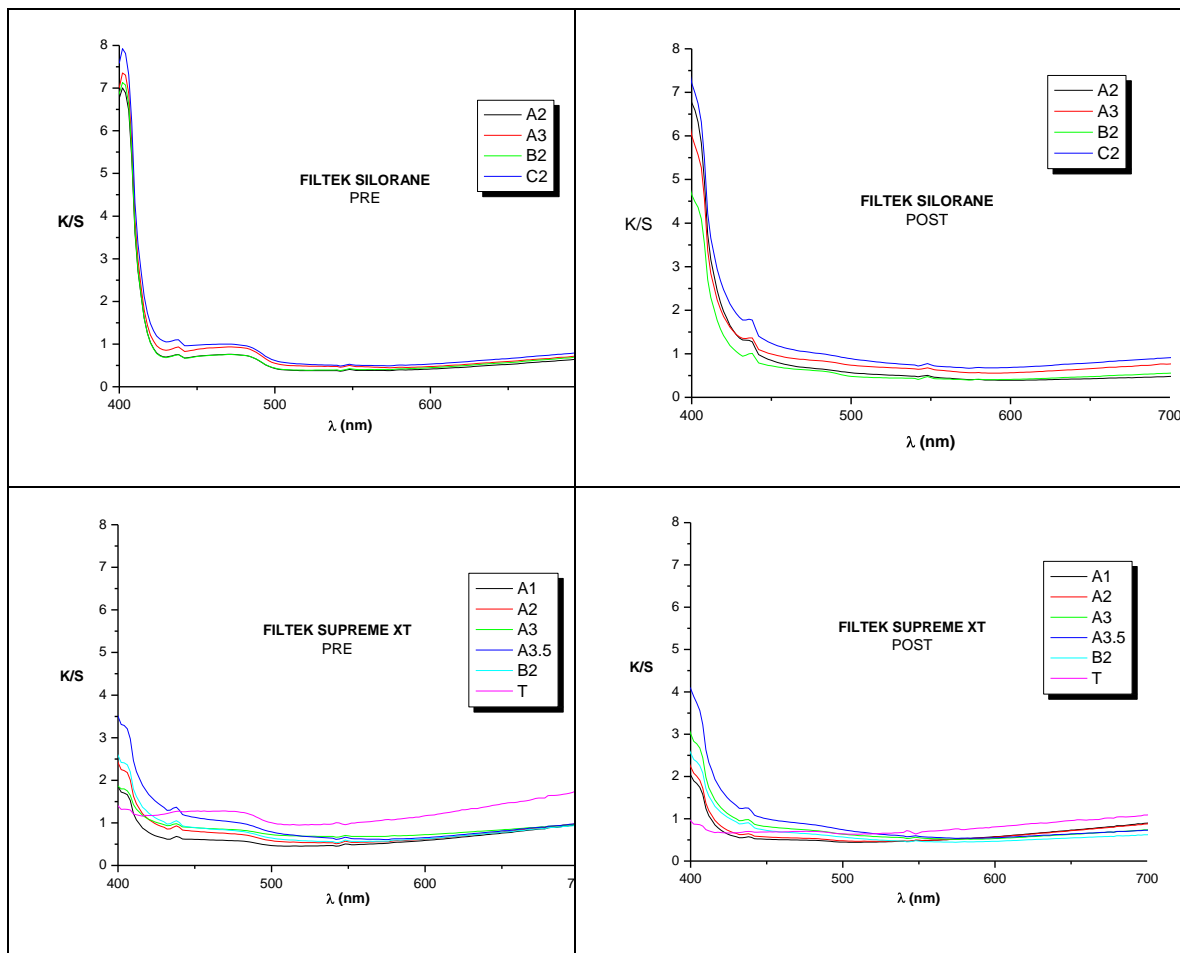 8
7
6
5
4
3
2
1
0
K/S
FILTEK SILORANE
PRE
A2
A3
B2
C2
400
500
600
λ (nm)
8
7
6
5
4
3
2
1
0
K/S
FILTEK SILORANE
POST
A2
A3
B2
C2
400
500
600
700
λ (nm)
8
7
6
5
4
3
2
1
0
K/S
FILTEK SUPREME XT
PRE
A1
A2
A3
A3.5
B2
T
400
500
600
λ (nm)
8
7
6
5
4
3
2
1
0
K/S
FILTEK SUPREME XT
POST
A1
A2
A3
A3.5
B2
T
400
500
600
700
λ (nm)